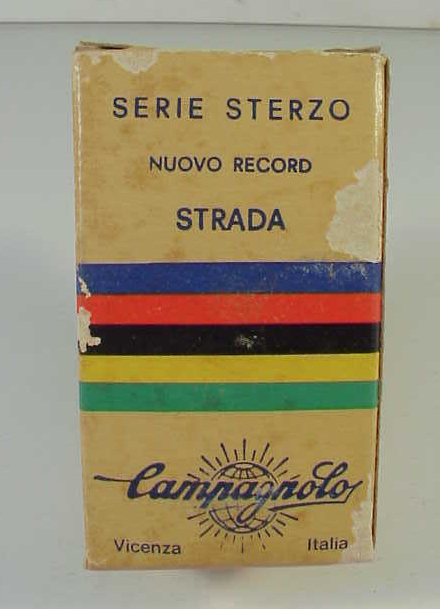 SERIE STERZO
NUOVO RECORD
STRADA
Campagnolo
Vicenza Italia